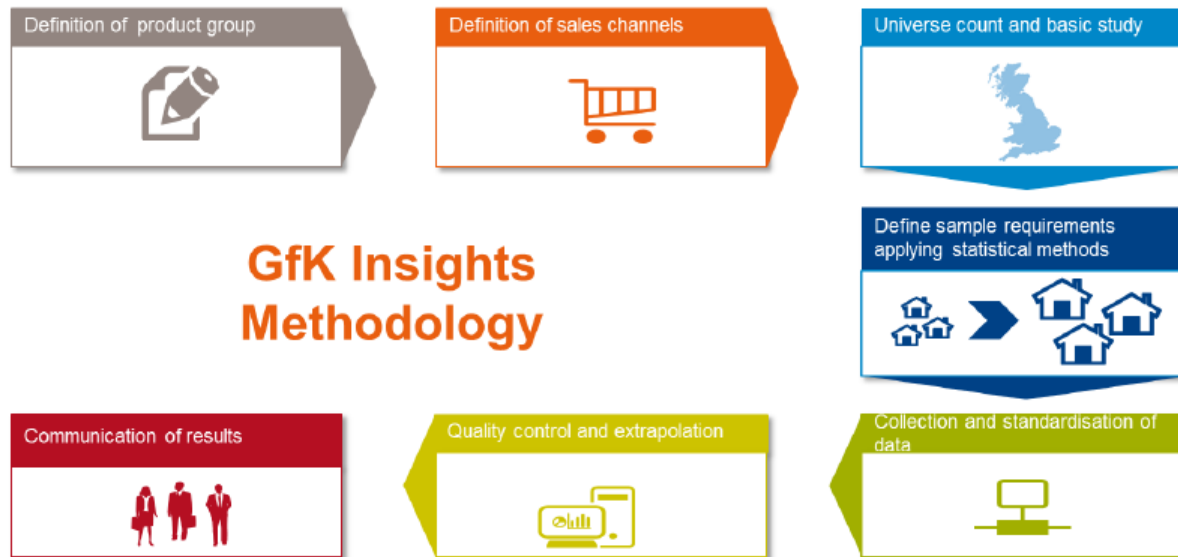 Definition of product group
Definition of sales channels
Universe count and basic study
Define sample requirements
applying statistical methods
GfK Insights
Methodology
Communication of results
Quality control and extrapolation
Collection and standardisation of
data